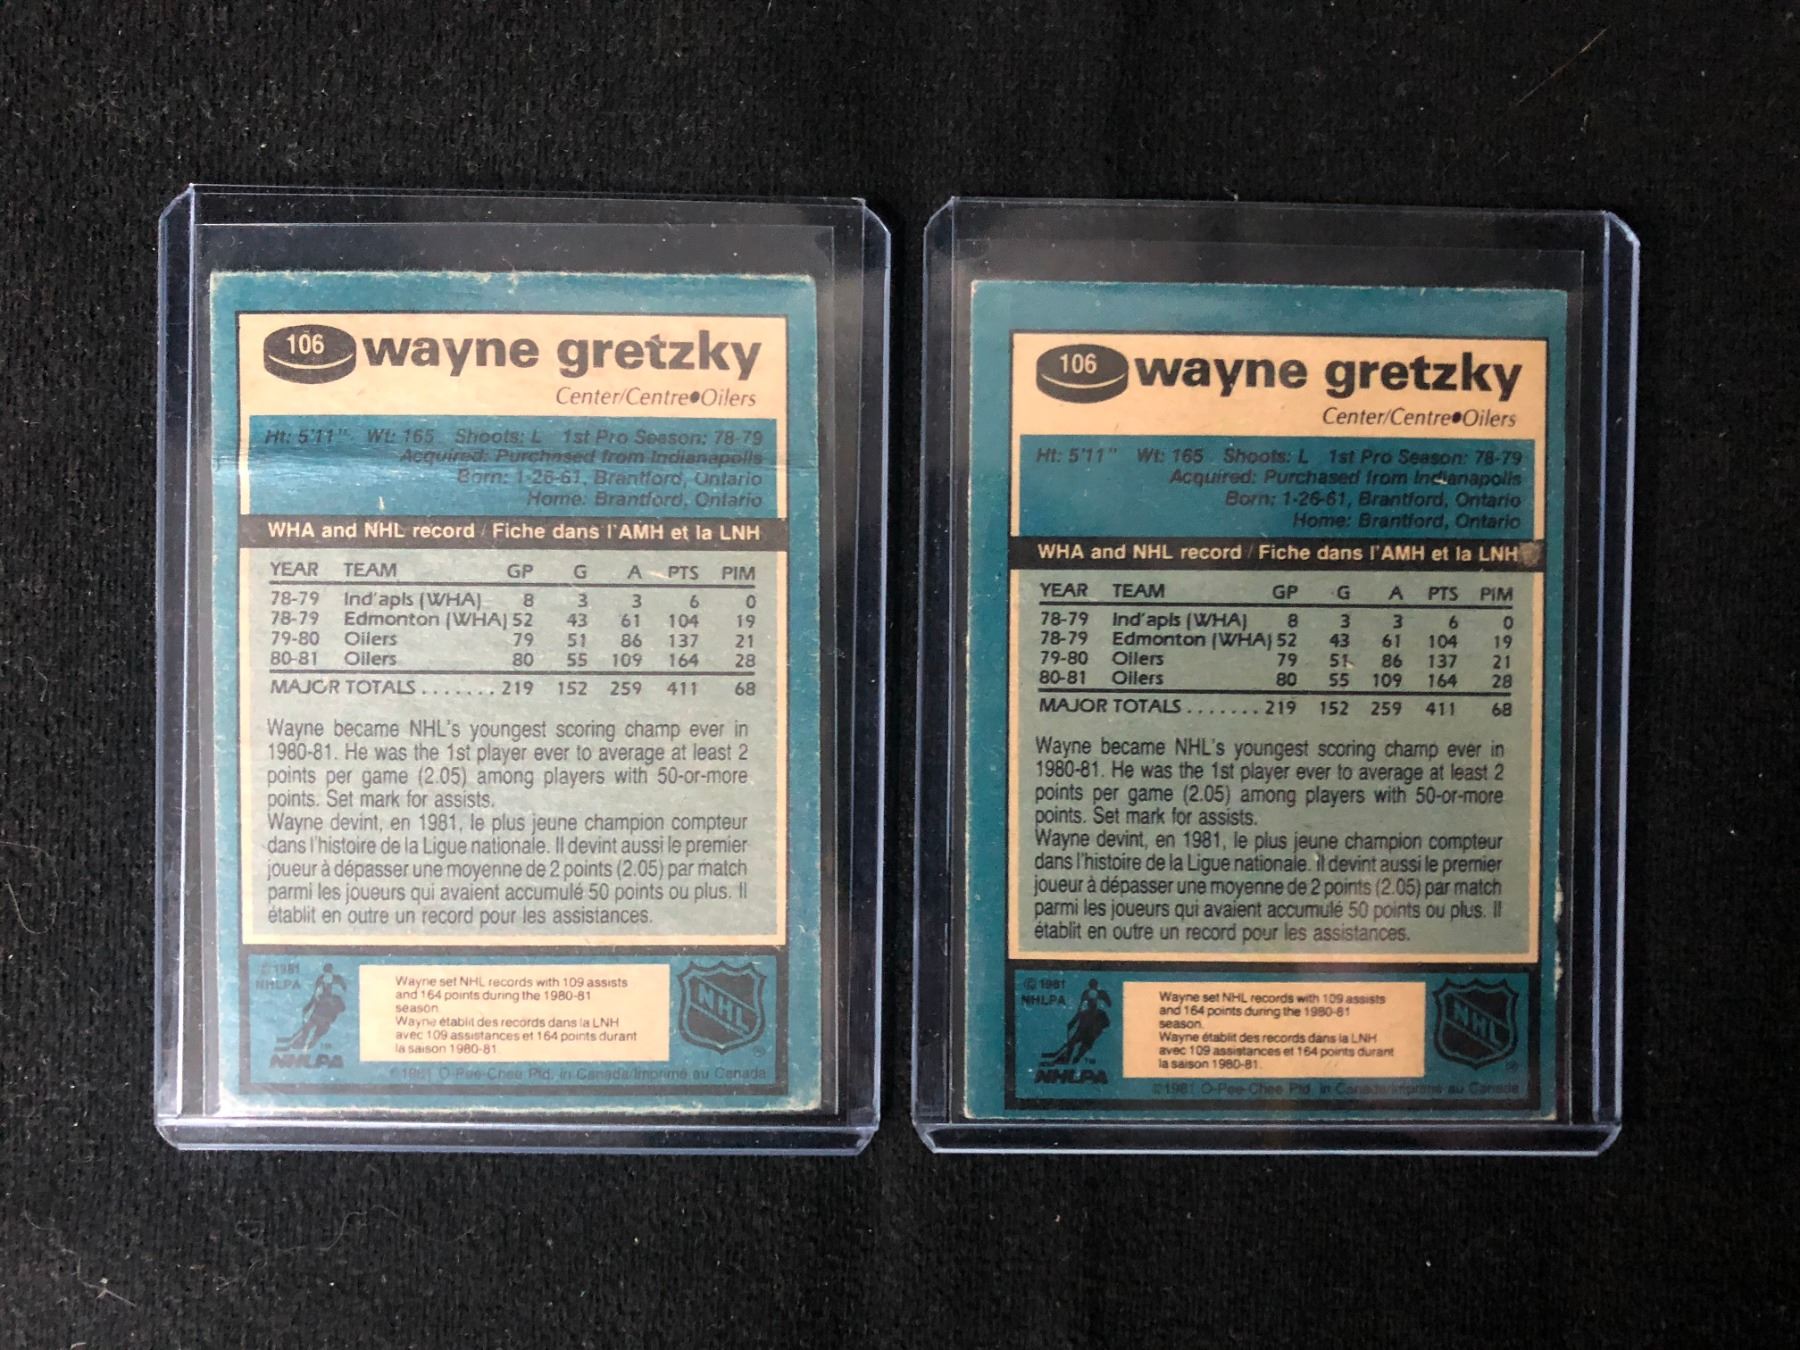 106 wayne gretzky
Center/Centre•Oilers
Ht: 5'11" Wt: 165 Shoots: L 1st Pro Season: 78-79
Acquired: Purchased from Indianapolis
Born: 1-26-61, Brantford, Ontario
Home: Brantford, Ontario
WHA and NHL record / Fiche dans l'AMH et la LNH
YEAR TEAM GP G A PTS PIM
78-79 Ind'apls (WHA) 8 3 3 6 0
78-79 Edmonton (WHA) 52 43 61 104 19
79-80 Oilers 79 51 86 137 21
80-81 Oilers 80 55 109 164 28
MAJOR TOTALS ....... 219 152 259 411 68
Wayne became NHL's youngest scoring champ ever in
1980-81. He was the 1st player ever to average at least 2
points per game (2.05) among players with 50-or-more
points. Set mark for assists.
Wayne devint, en 1981, le plus jeune champion compteur
dans l'histoire de la Ligue nationale. Il devint aussi le premier
joueur à dépasser une moyenne de 2 points (2.05) par match
parmi les joueurs qui avaient accumulé 50 points ou plus. Il
établit en outre un record pour les assistances.
© 1981
NHLPA
NHLPA
TM
Wayne set NHL records with 109 assists
and 164 points during the 1980-81
season.
Wayne établit des records dans la LNH
avec 109 assistances et 164 points durant
la saison 1980-81.
NHL
®
©1981 O-Pee-Chee Ptd. in Canada/Imprimé au Canada
106 wayne gretzky
Center/Centre•Oilers
Ht: 5'11" Wt: 165 Shoots: L 1st Pro Season: 78-79
Acquired: Purchased from Indianapolis
Born: 1-26-61, Brantford, Ontario
Home: Brantford, Ontario
WHA and NHL record / Fiche dans l'AMH et la LNH
YEAR TEAM GP G A PTS PIM
78-79 Ind'apls (WHA) 8 3 3 6 0
78-79 Edmonton (WHA) 52 43 61 104 19
79-80 Oilers 79 51 86 137 21
80-81 Oilers 80 55 109 164 28
MAJOR TOTALS ....... 219 152 259 411 68
Wayne became NHL's youngest scoring champ ever in
1980-81. He was the 1st player ever to average at least 2
points per game (2.05) among players with 50-or-more
points. Set mark for assists.
Wayne devint, en 1981, le plus jeune champion compteur
dans l'histoire de la Ligue nationale. Il devint aussi le premier
joueur à dépasser une moyenne de 2 points (2.05) par match
parmi les joueurs qui avaient accumulé 50 points ou plus. Il
établit en outre un record pour les assistances.
© 1981
NHLPA
NHLPA
TM
Wayne set NHL records with 109 assists
and 164 points during the 1980-81
season.
Wayne établit des records dans la LNH
avec 109 assistances et 164 points durant
la saison 1980-81.
NHL
®
©1981 O-Pee-Chee Ptd. in Canada/Imprimé au Canada